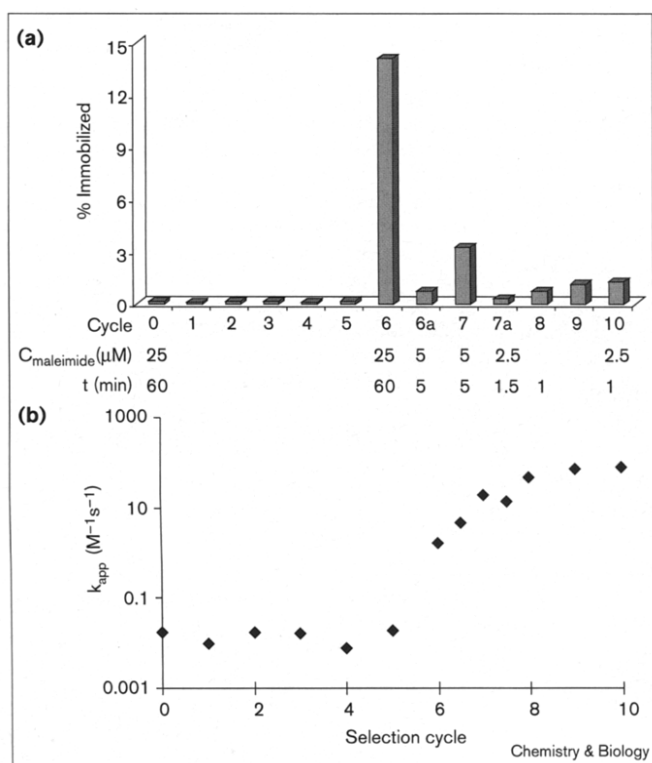 (a)
15
12
9
6
3
0
% Immobilized
Cycle 0 1 2 3 4 5 6 6a 7 7a 8 9 10
Cmaleimide(μM) 25 25 5 5 2.5 2.5
t (min) 60 60 5 5 1.5 1 1
(b)
1000
10
0.1
0.001
kapp (M−1s−1)
0 2 4 6 8 10
Selection cycle
Chemistry & Biology